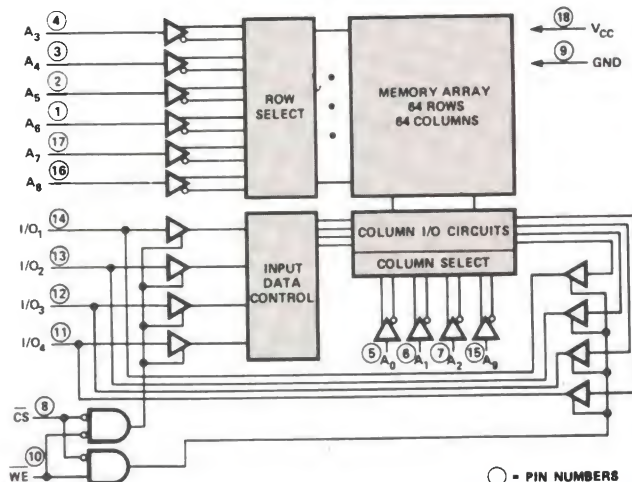 A3 4
A4 3
A5 2
A6 1
A7 17
A8 16
ROW
SELECT
MEMORY ARRAY
64 ROWS
64 COLUMNS
18 VCC
9 GND
I/O1 14
I/O2 13
I/O3 12
I/O4 11
INPUT
DATA
CONTROL
COLUMN I/O CIRCUITS
COLUMN SELECT
5 A0 6 A1 7 A2 15 A9
CS 8
WE 10
= PIN NUMBERS